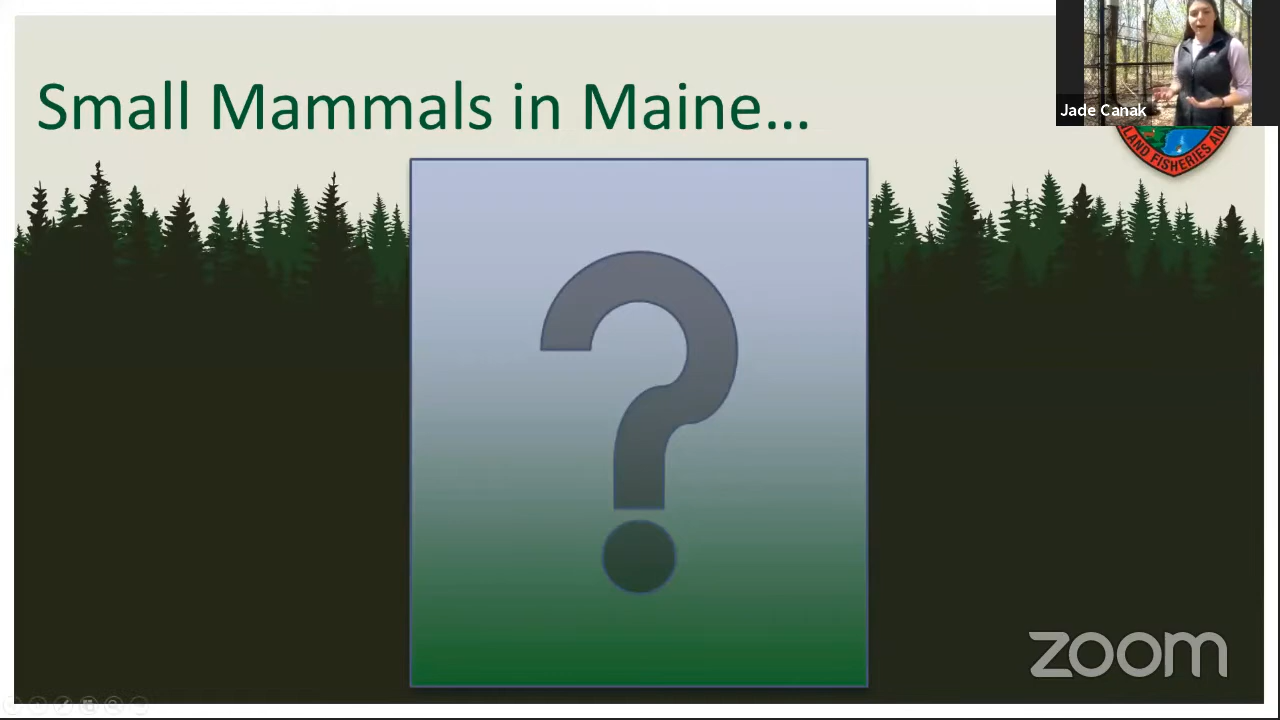 Small Mammals in Maine...
Jade Canak
LAND FISHERIES AN
?
zoom